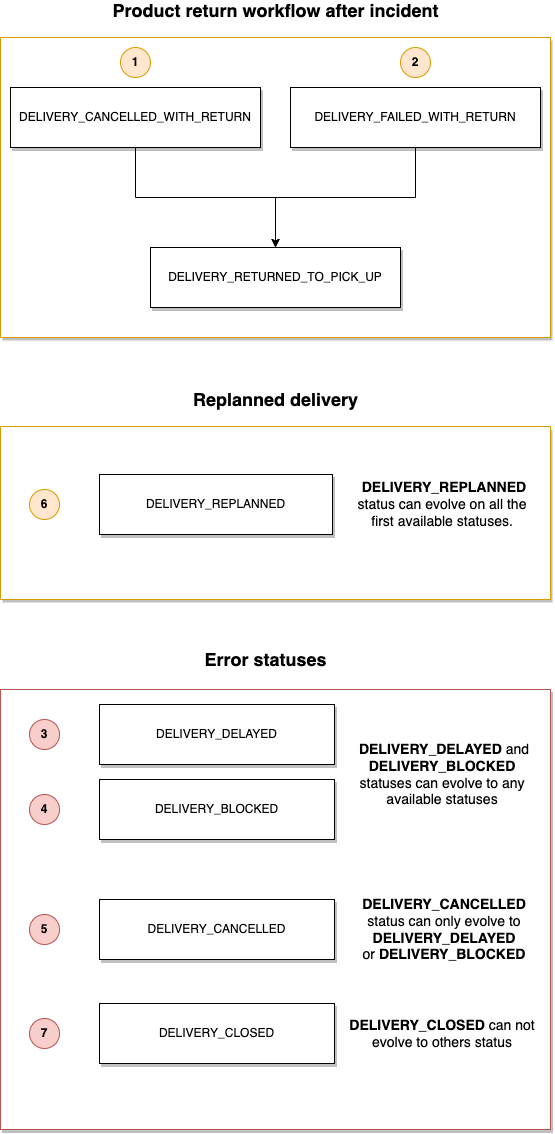 Product return workflow after incident
1
2
DELIVERY_CANCELLED_WITH_RETURN
DELIVERY_FAILED_WITH_RETURN
DELIVERY_RETURNED_TO_PICK_UP
Replanned delivery
6
DELIVERY_REPLANNED
DELIVERY_REPLANNED
status can evolve on all the
first available statuses.
Error statuses
3
DELIVERY_DELAYED
4
DELIVERY_BLOCKED
DELIVERY_DELAYED and
DELIVERY_BLOCKED
statuses can evolve to any
available statuses
5
DELIVERY_CANCELLED
DELIVERY_CANCELLED
status can only evolve to
DELIVERY_DELAYED
or DELIVERY_BLOCKED
7
DELIVERY_CLOSED
DELIVERY_CLOSED can not
evolve to others status